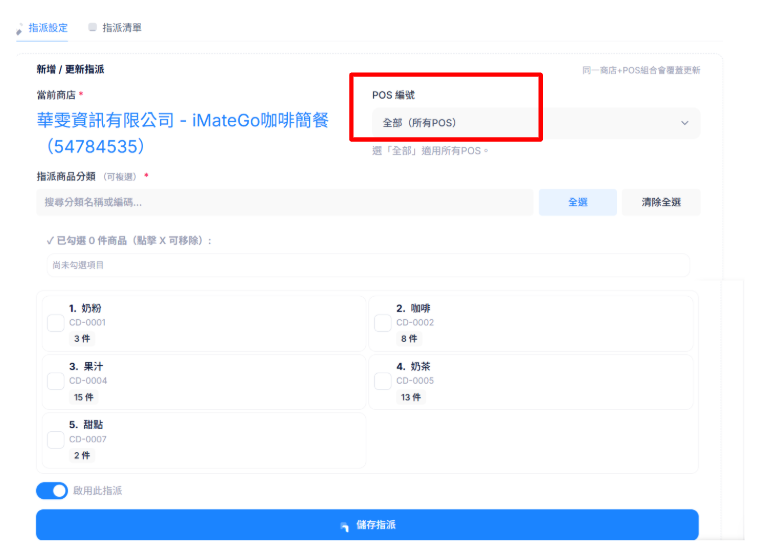 指派設定
指派清單
新增 / 更新指派
同一商店+POS組合會覆蓋更新
當前商店 *
POS 編號
華雯資訊有限公司 - iMateGo咖啡簡餐
（54784535）
全部（所有POS）
選「全部」適用所有POS。
指派商品分類 （可複選） *
搜尋分類名稱或編碼...
全選
清除全選
✓ 已勾選 0 件商品（點擊 X 可移除）:
尚未勾選項目
1. 奶粉
CD-0001
3 件
2. 咖啡
CD-0002
8 件
3. 果汁
CD-0004
15 件
4. 奶茶
CD-0005
13 件
5. 甜點
CD-0007
2 件
啟用此指派
儲存指派